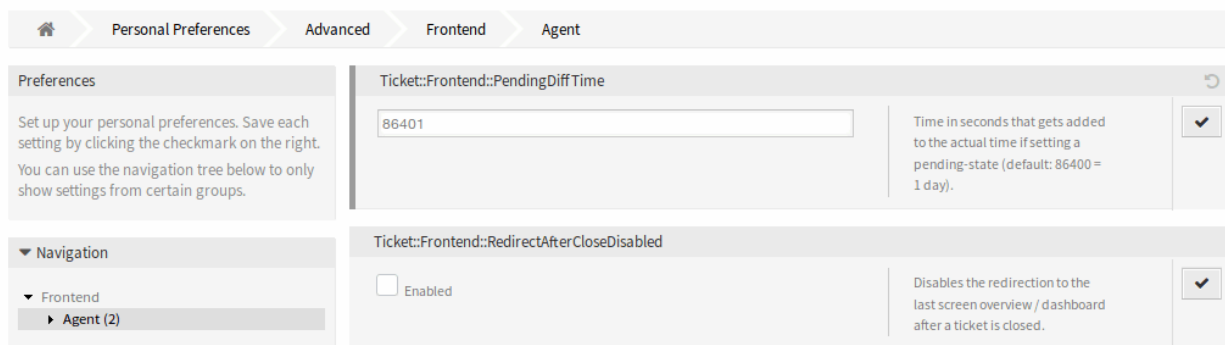 Personal Preferences Advanced Frontend Agent
Preferences
Set up your personal preferences. Save each
setting by clicking the checkmark on the right.
You can use the navigation tree below to only
show settings from certain groups.
Navigation
Frontend
Agent (2)
Ticket::Frontend::PendingDiffTime
86401
Time in seconds that gets added
to the actual time if setting a
pending-state (default: 86400 =
1 day).
Ticket::Frontend::RedirectAfterCloseDisabled
Enabled
Disables the redirection to the
last screen overview / dashboard
after a ticket is closed.